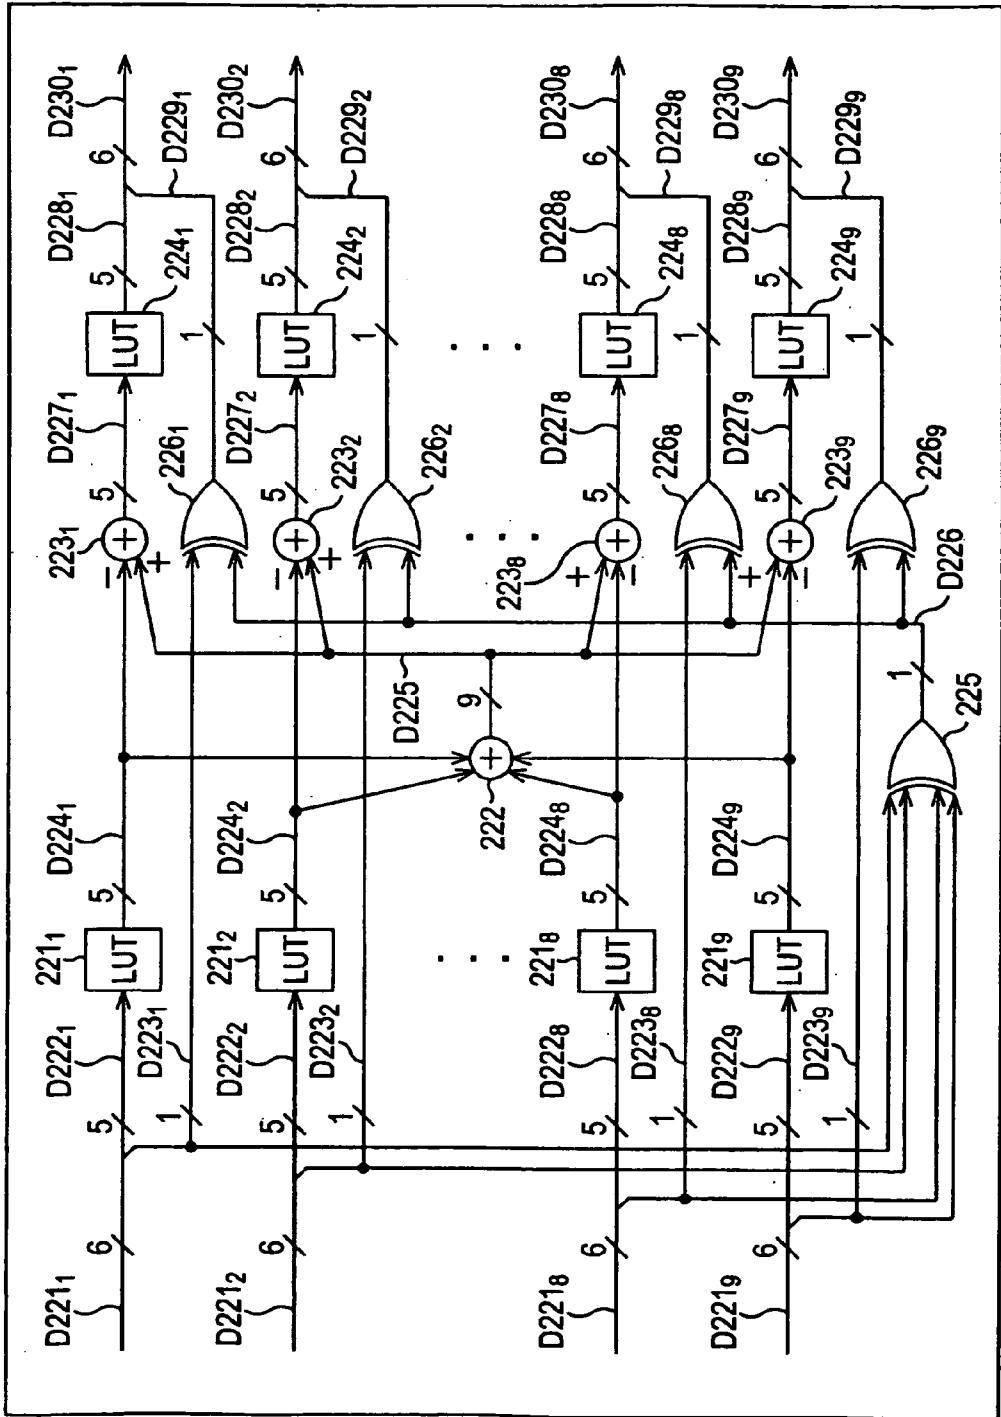 D221₁
6
5
D222₁
1
D223₁
221₁
LUT
5
D224₁
223₁
−
+
+
5
D227₁
226₁
224₁
LUT
1
5
D228₁
6
D229₁
D230₁
D221₂
6
5
D222₂
1
D223₂
221₂
LUT
5
D224₂
−
+
+
223₂
5
D227₂
226₂
224₂
LUT
1
5
D228₂
6
D229₂
D230₂
. . .
222
+
9
D225
. . .
. . .
D221₈
6
5
D222₈
1
D223₈
221₈
LUT
5
D224₈
223₈
+
−
+
5
D227₈
226₈
224₈
LUT
1
5
D228₈
6
D229₈
D230₈
D221₉
6
5
D222₉
1
D223₉
221₉
LUT
5
D224₉
+
−
+
223₉
5
D227₉
226₉
224₉
LUT
1
5
D228₉
6
D229₉
D230₉
225
1
D226